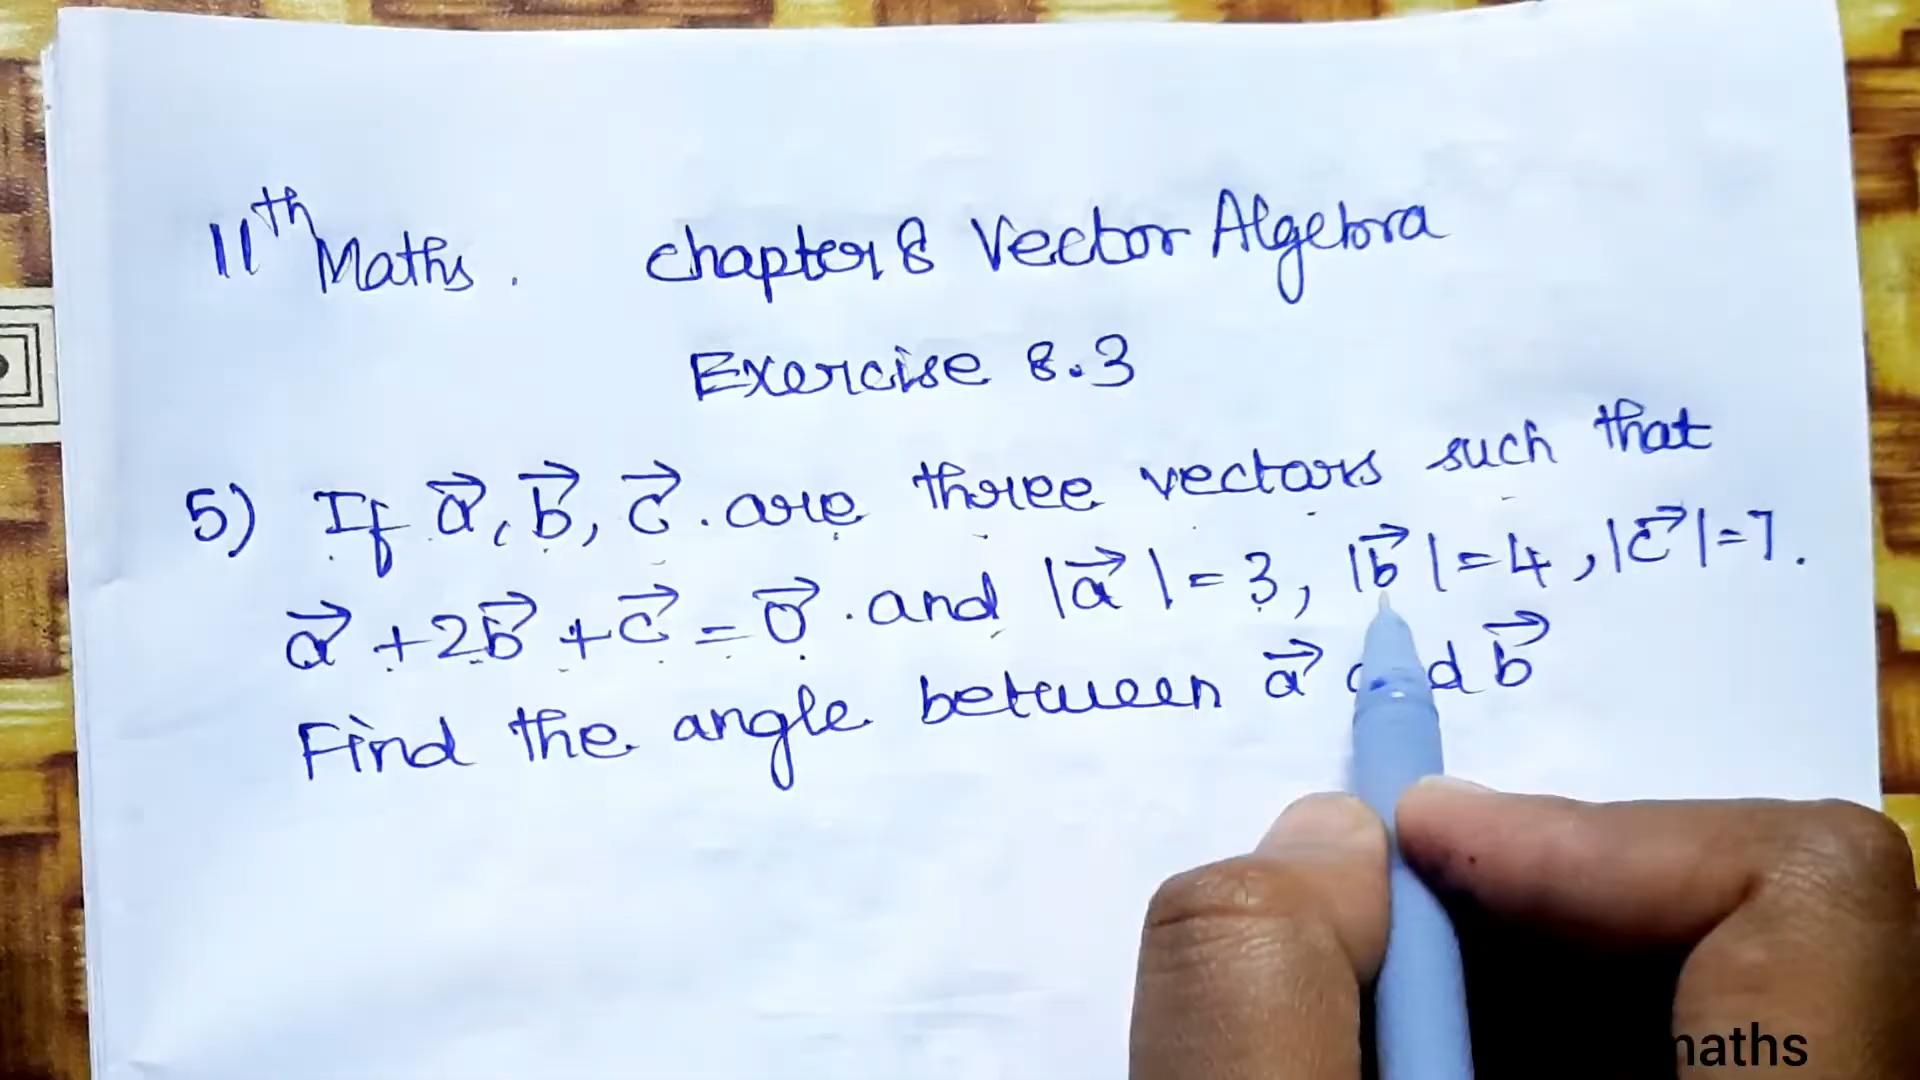 11th Maths. chapter 8 Vector Algebra
Exercise 8.3
5) If a⃗, b⃗, c⃗. are three vectors such that
a⃗ + 2b⃗ + c⃗ = 0⃗. and |a⃗| = 3, |b⃗| = 4, |c⃗| = 7.
Find the angle between a⃗ and b⃗